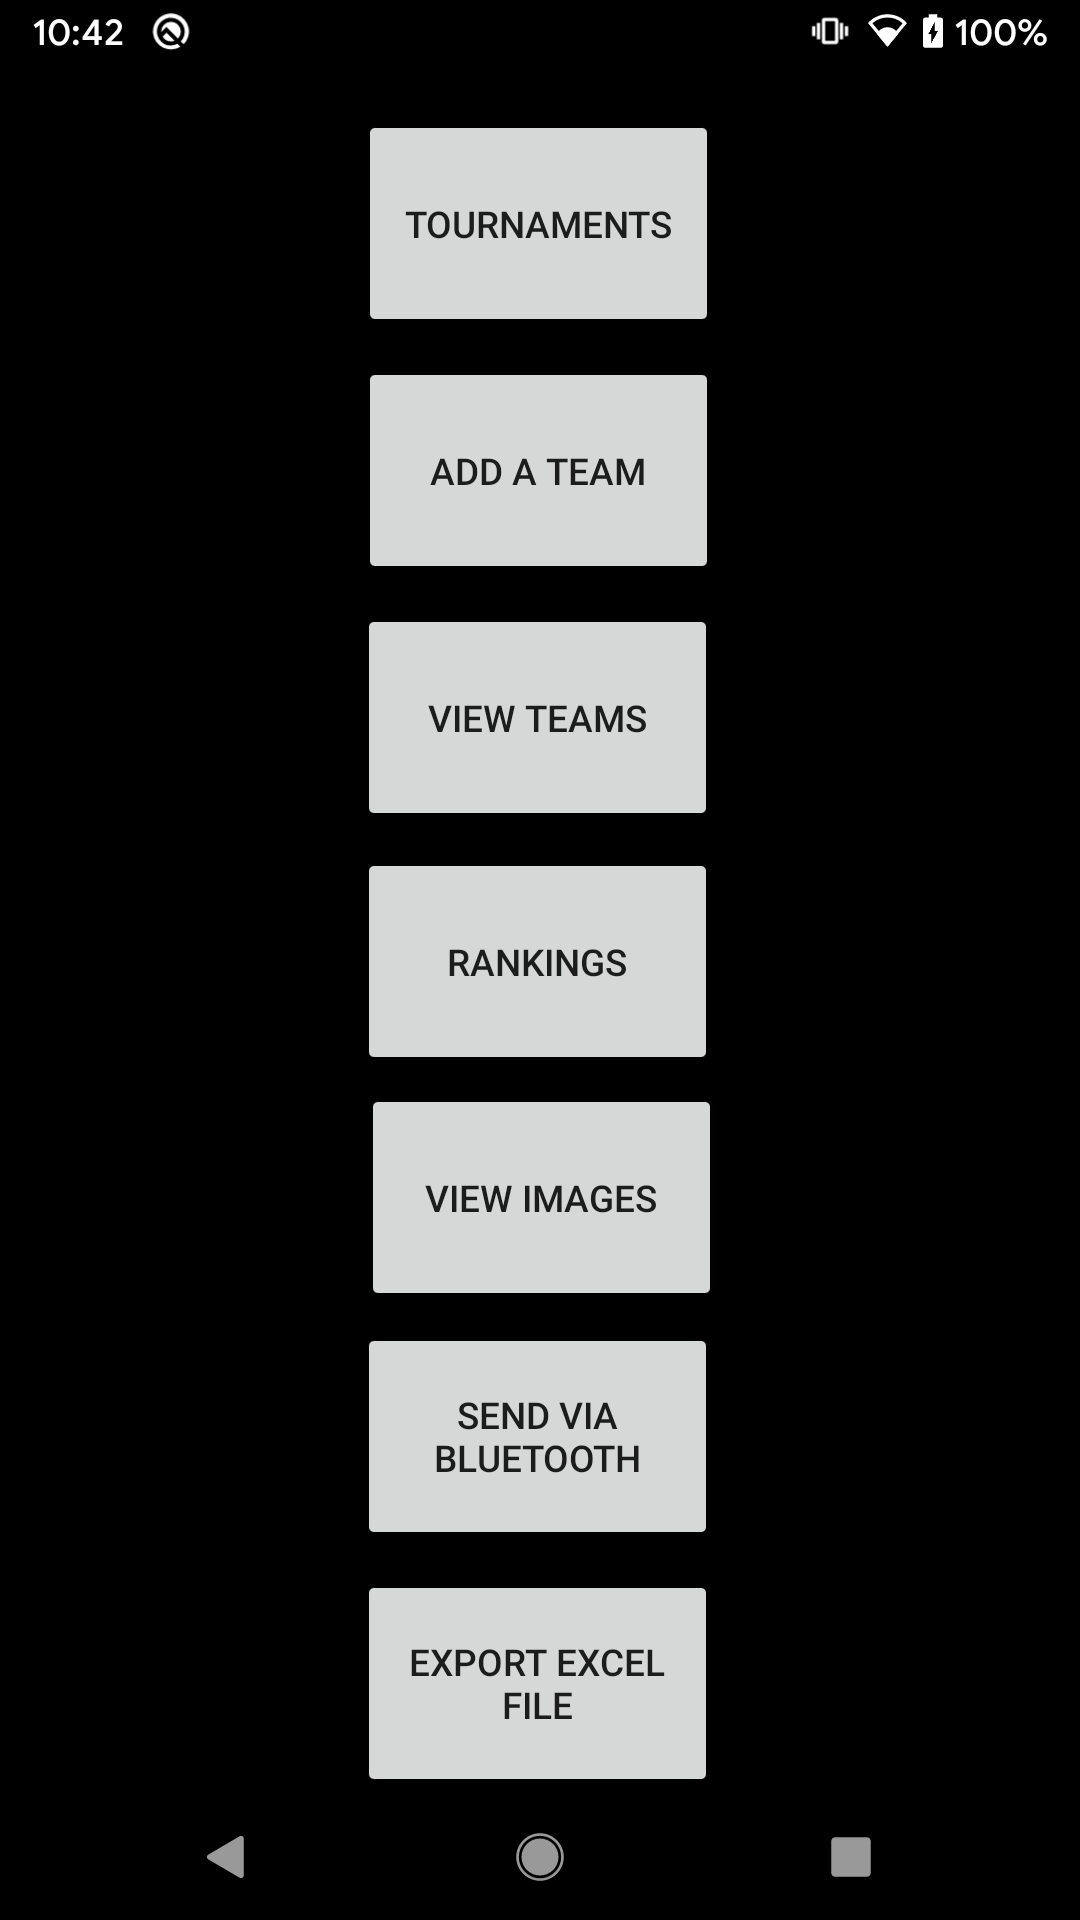 10:42 100%
TOURNAMENTS
ADD A TEAM
VIEW TEAMS
RANKINGS
VIEW IMAGES
SEND VIA
BLUETOOTH
EXPORT EXCEL
FILE